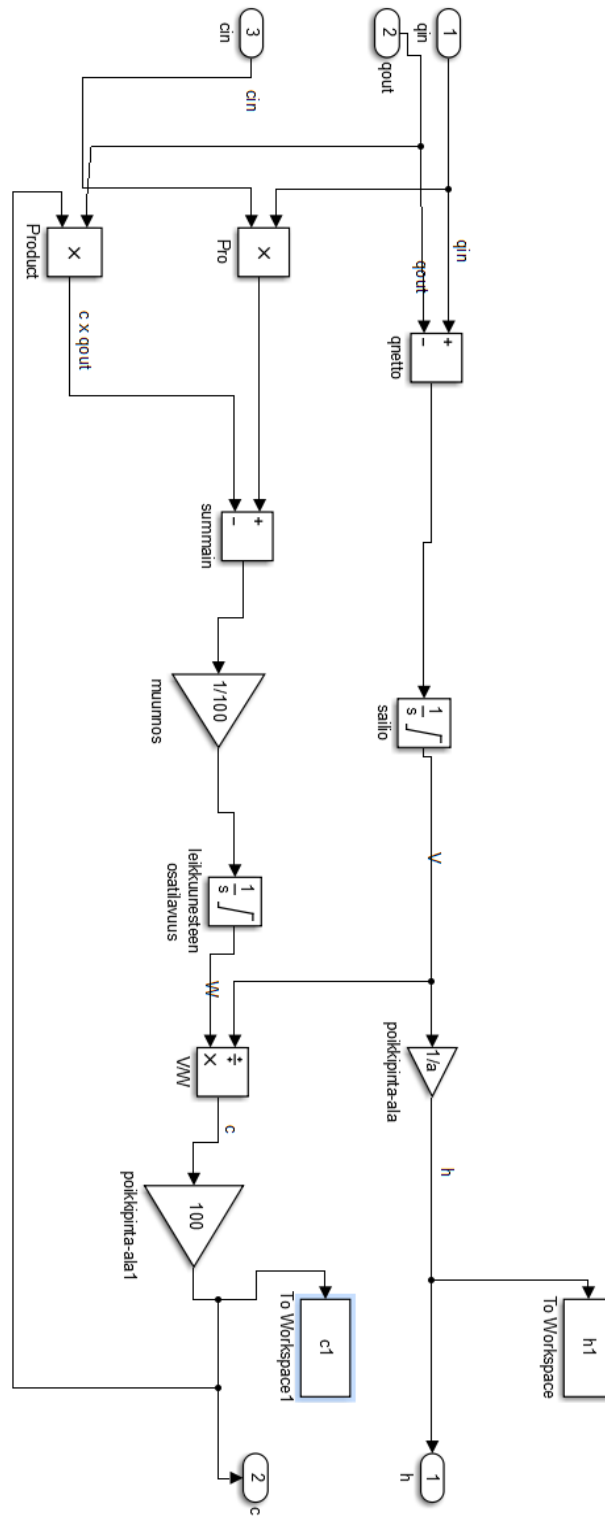 1
qin
qin
2
qout
qout
3
cin
cin
+
−
qnetto
1
s
sailio
V
1/a
poikkipinta-ala
h
h1
To Workspace
1
h
×
Pro
×
Product
c x qout
+
−
summain
1/100
muunnos
1
s
leikkuunesteen
osatilavuus
W
÷
×
V/W
c
100
poikkipinta-ala1
c1
To Workspace1
2
c